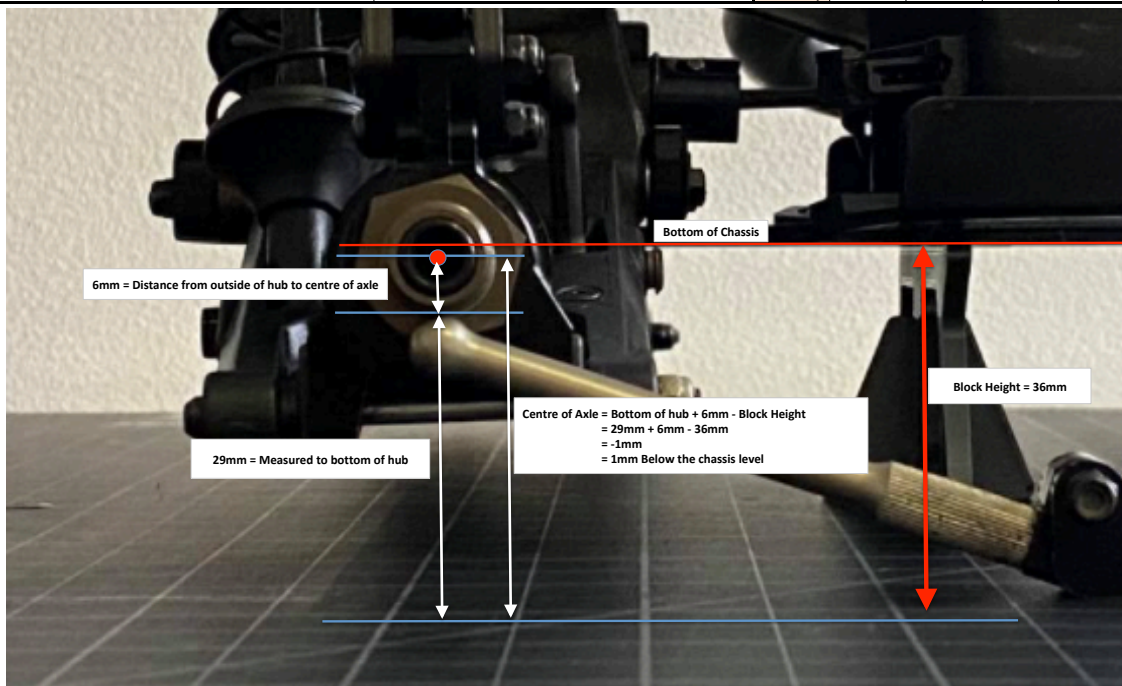 Bottom of Chassis
6mm = Distance from outside of hub to centre of axle
Block Height = 36mm
Centre of Axle = Bottom of hub + 6mm - Block Height
= 29mm + 6mm - 36mm
= -1mm
= 1mm Below the chassis level
29mm = Measured to bottom of hub